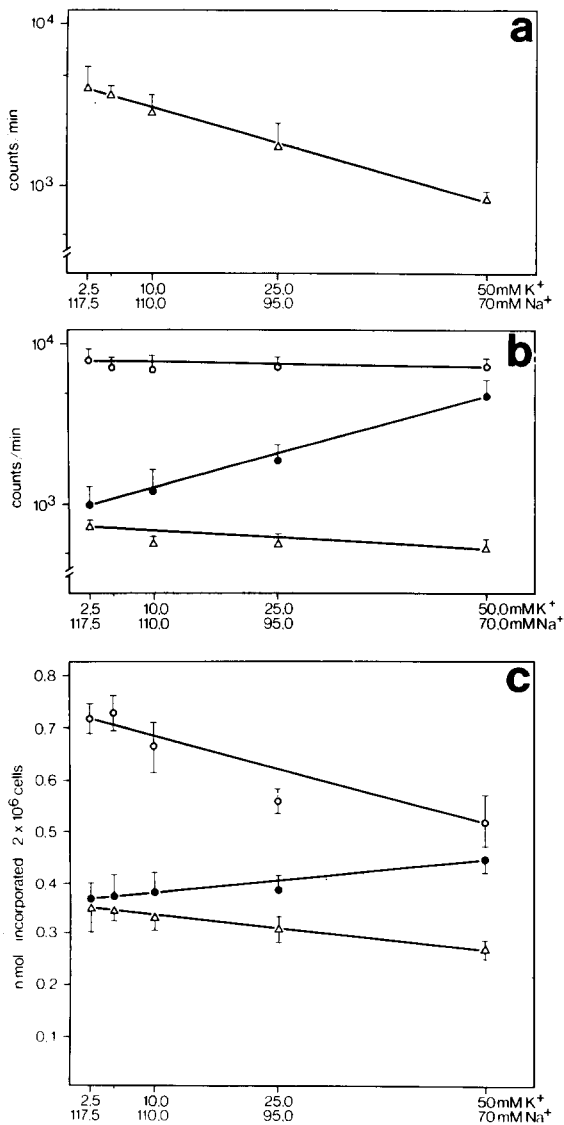 a
10⁴
10³
counts/min
2.5 10.0 25.0 50mM K⁺
117.5 110.0 95.0 70mM Na⁺
b
10⁴
10³
counts/min
2.5 10.0 25.0 50.0mM K⁺
117.5 110.0 95.0 70.0mM Na⁺
c
0.8
0.7
0.6
0.5
0.4
0.3
0.2
0.1
n mol incorporated 2 x 10⁶ cells
2.5 10.0 25.0 50mM K⁺
117.5 110.0 95.0 70mM Na⁺